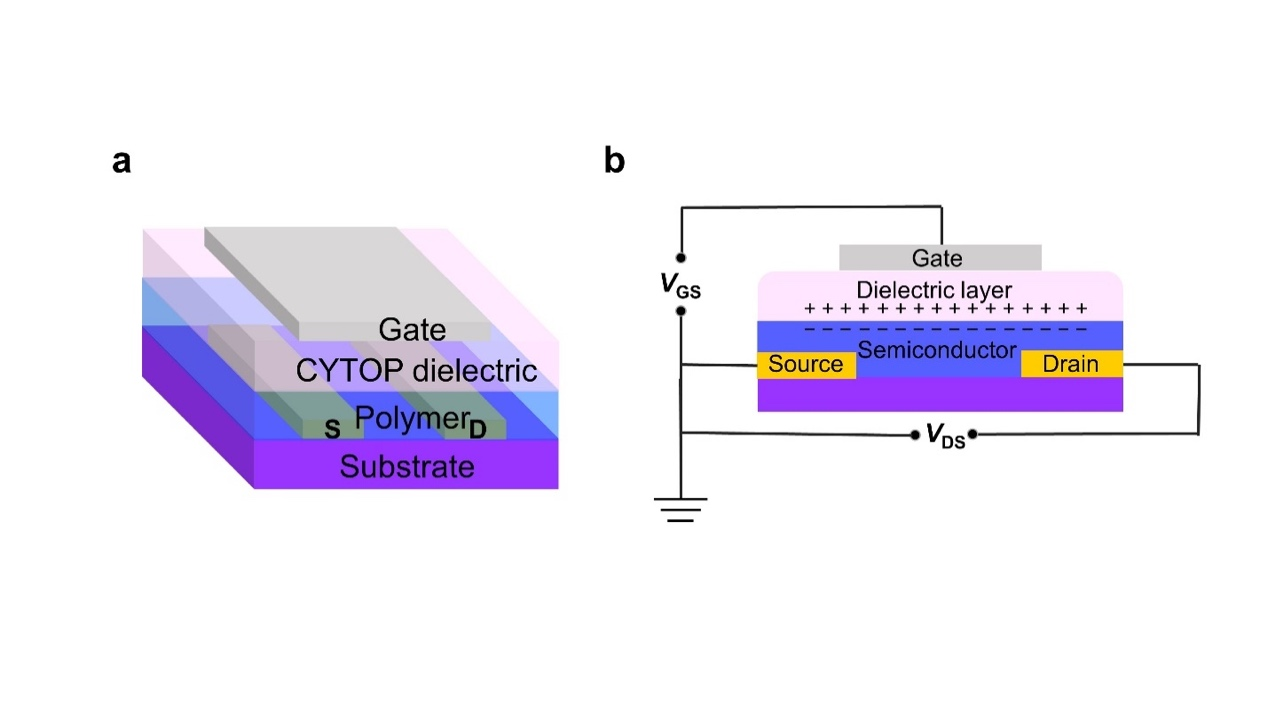 a
b
Gate
CYTOP dielectric
Polymer
S
D
Substrate
Gate
Dielectric layer
+ + + + + + + + + + + + + + + +
− − − − − − − − − − − − − − − −
Semiconductor
Source
Drain
VGS
VDS